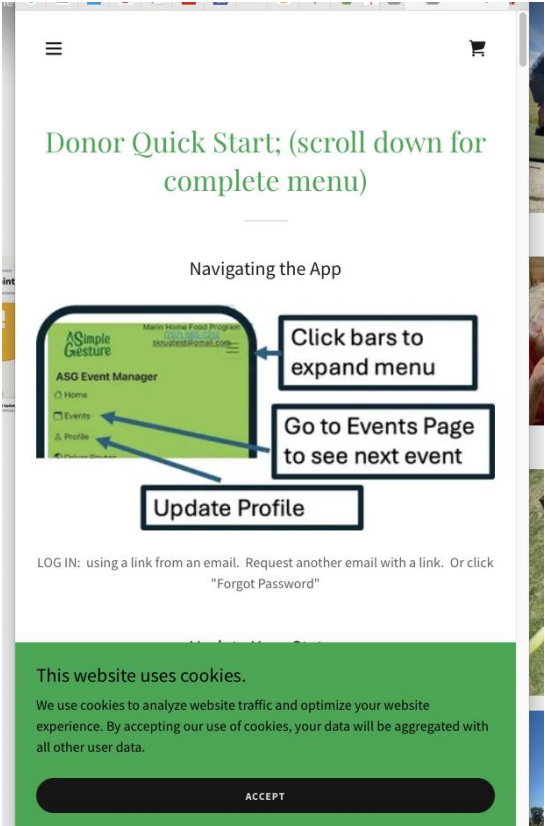 Donor Quick Start; (scroll down for
complete menu)
Navigating the App
ASimple
Gesture
Marin Home Food Program
ASG Event Manager
Home
Events
Profile
Click bars to
expand menu
Go to Events Page
to see next event
Update Profile
LOG IN:  using a link from an email.  Request another email with a link.  Or click
"Forgot Password"
This website uses cookies.
We use cookies to analyze website traffic and optimize your website
experience. By accepting our use of cookies, your data will be aggregated with
all other user data.
ACCEPT